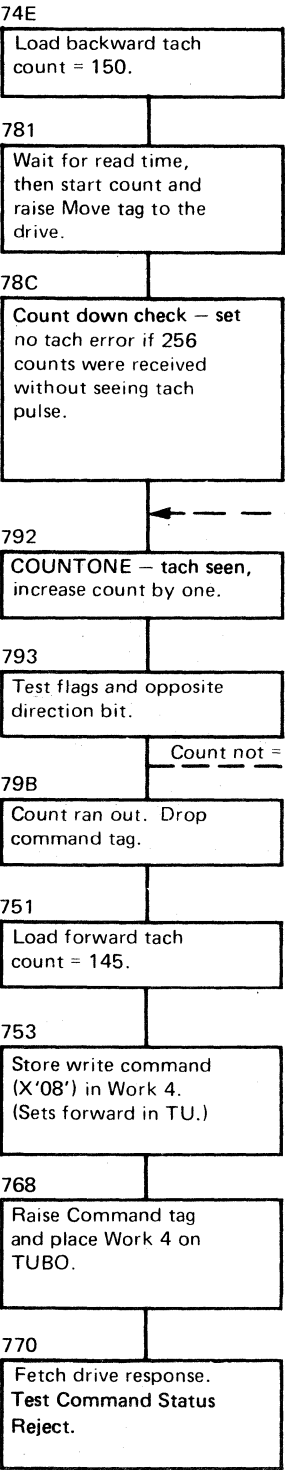 74E
Load backward tach
count = 150.
781
Wait for read time,
then start count and
raise Move tag to the
drive.
78C
Count down check — set
no tach error if 256
counts were received
without seeing tach
pulse.
792
COUNTONE — tach seen,
increase count by one.
793
Test flags and opposite
direction bit.
Count not =
79B
Count ran out. Drop
command tag.
751
Load forward tach
count = 145.
753
Store write command
(X'08') in Work 4.
(Sets forward in TU.)
768
Raise Command tag
and place Work 4 on
TUBO.
770
Fetch drive response.
Test Command Status
Reject.